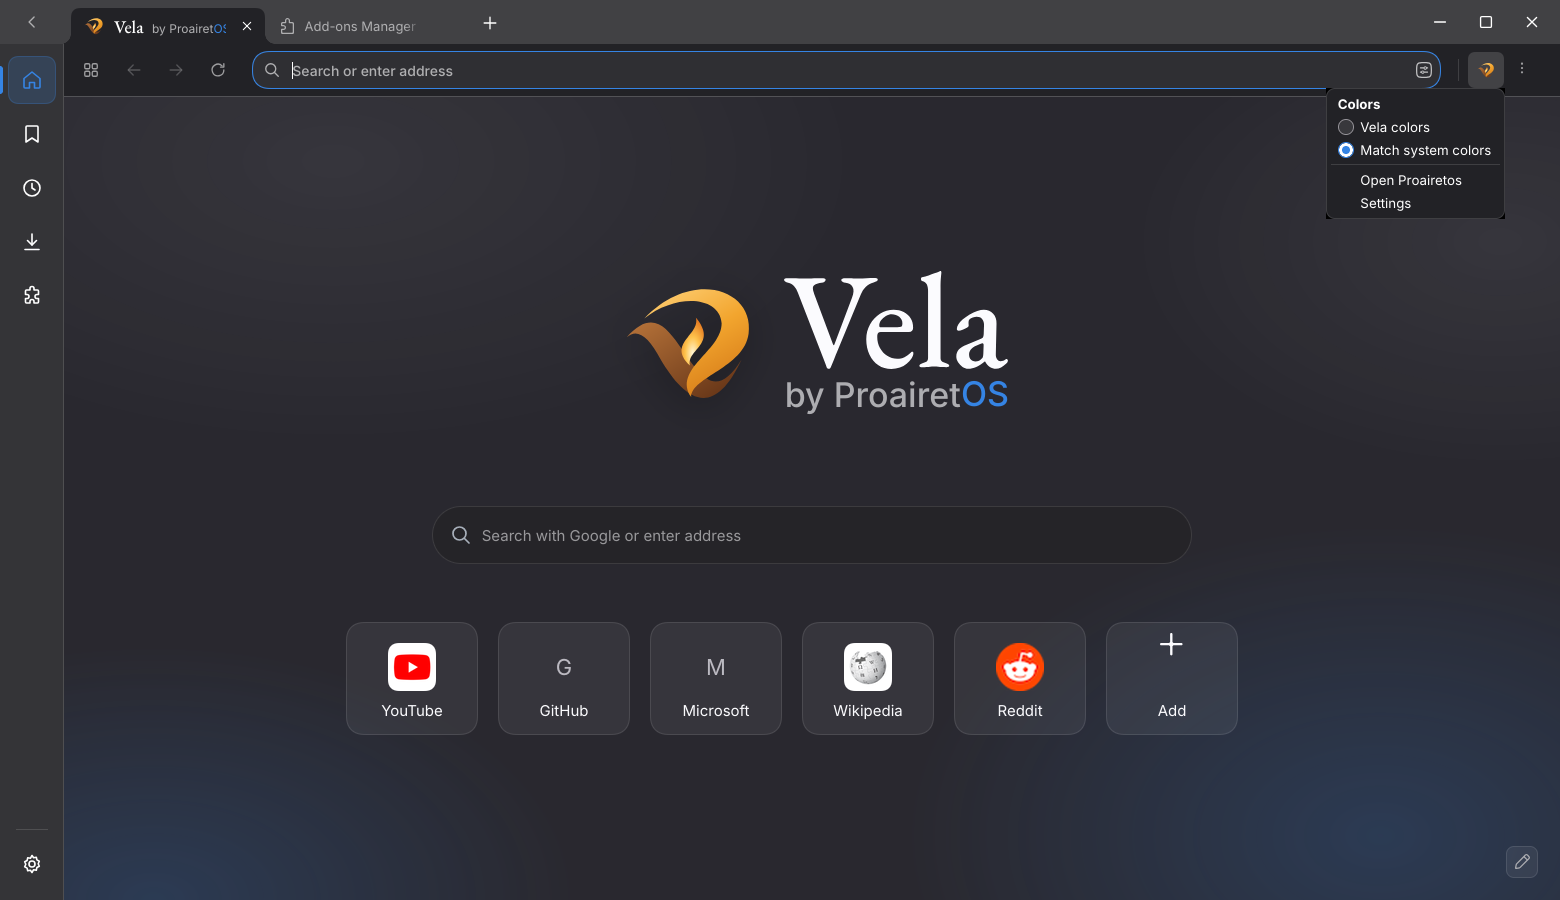 Vela by ProairetOS
Add-ons Manager
Search or enter address
Colors
Vela colors
Match system colors
Open Proairetos
Settings
Vela
by ProairetOS
Search with Google or enter address
G
M
YouTube
GitHub
Microsoft
Wikipedia
Reddit
Add